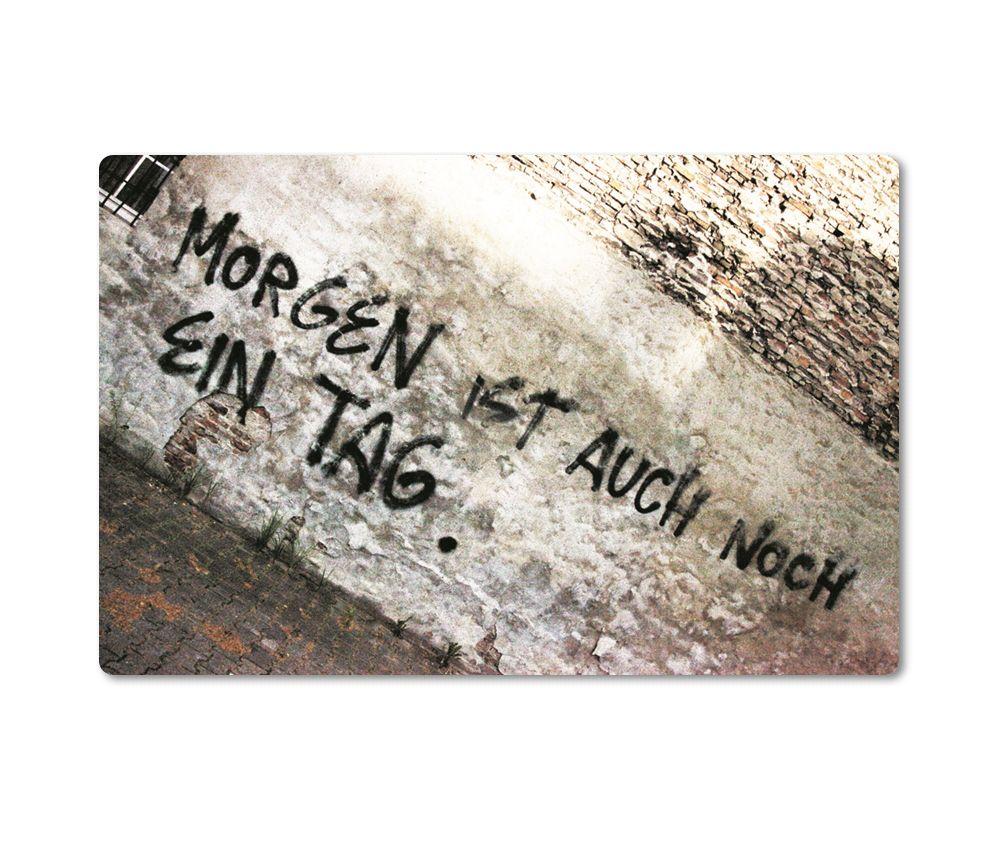 MORGEN IST AUCH NOCH
EIN TAG.